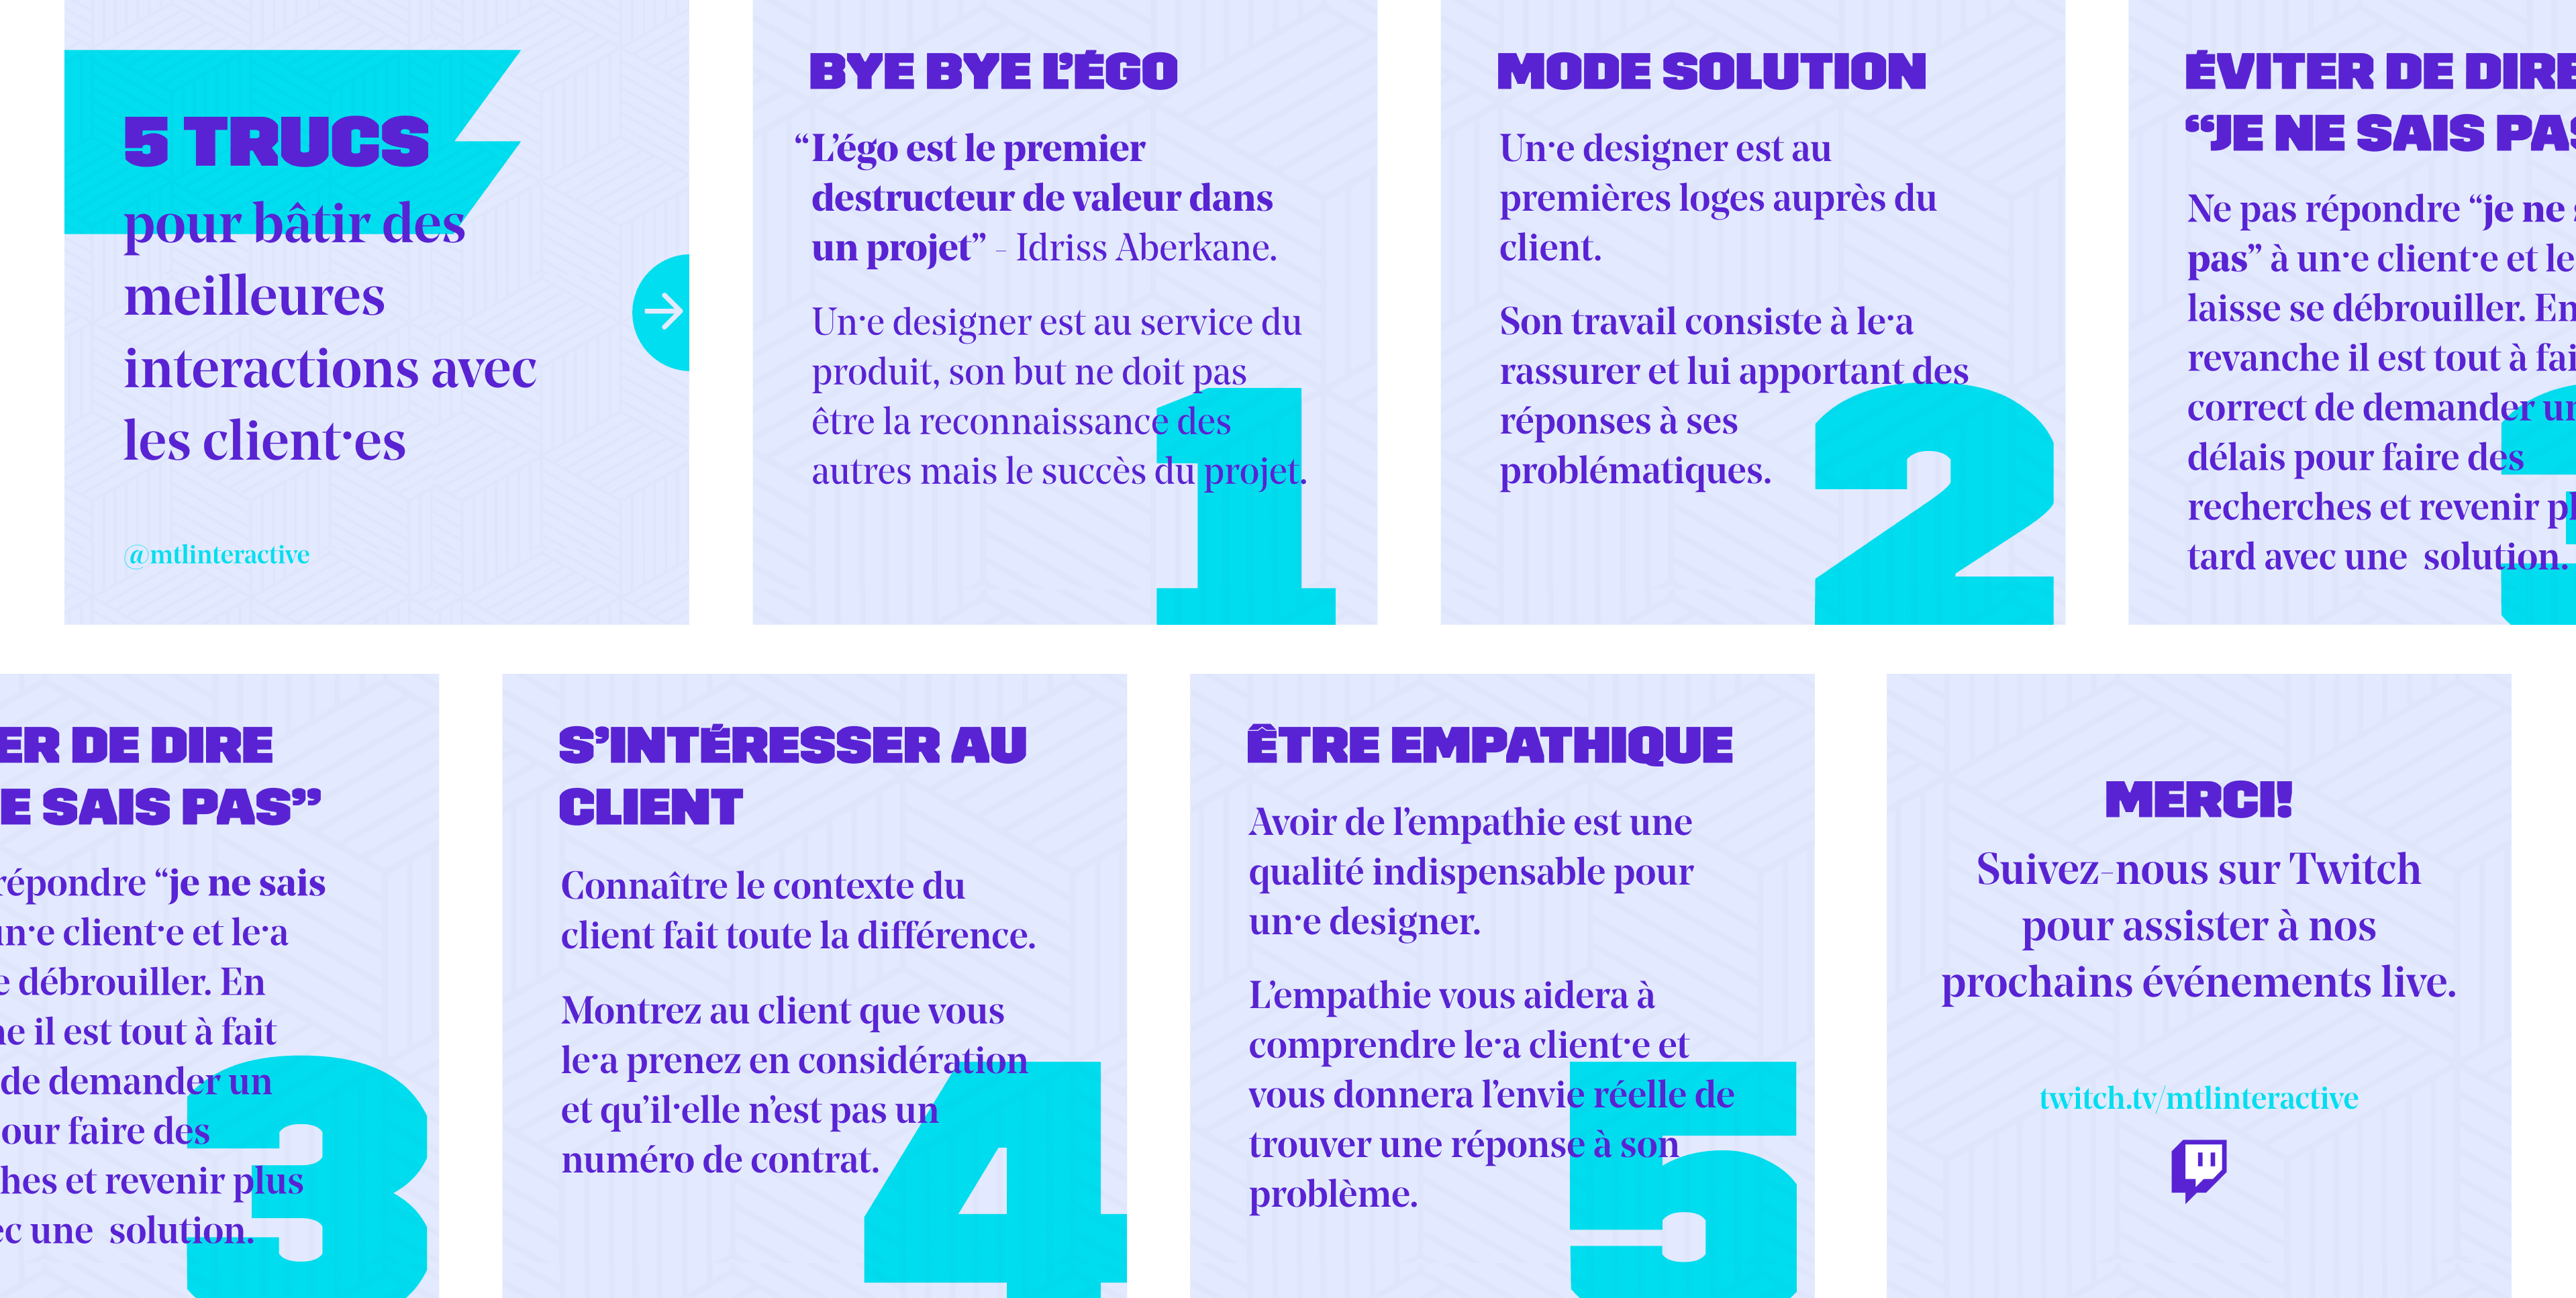 5 TRUCS
pour bâtir des
meilleures
interactions avec
les client·es
@mtlinteractive
BYE BYE L’ÉGO
“L’égo est le premier
destructeur de valeur dans
un projet” - Idriss Aberkane.
Un·e designer est au service du
produit, son but ne doit pas
être la reconnaissance des
autres mais le succès du projet.
1
MODE SOLUTION
Un·e designer est au
premières loges auprès du
client.
Son travail consiste à le·a
rassurer et lui apportant des
réponses à ses
problématiques.
2
ÉVITER DE DIRE
“JE NE SAIS PAS
Ne pas répondre “je ne
pas” à un·e client·e et le
laisse se débrouiller. En
revanche il est tout à fai
correct de demander un
délais pour faire des
recherches et revenir pl
tard avec une  solution.
3
ER DE DIRE
E SAIS PAS”
répondre “je ne sais
un·e client·e et le·a
e débrouiller. En
ne il est tout à fait
de demander un
our faire des
ches et revenir plus
ec une  solution.
3
S’INTÉRESSER AU
CLIENT
Connaître le contexte du
client fait toute la différence.
Montrez au client que vous
le·a prenez en considération
et qu’il·elle n’est pas un
numéro de contrat.
4
ÊTRE EMPATHIQUE
Avoir de l’empathie est une
qualité indispensable pour
un·e designer.
L’empathie vous aidera à
comprendre le·a client·e et
vous donnera l’envie réelle de
trouver une réponse à son
problème.
5
MERCI!
Suivez-nous sur Twitch
pour assister à nos
prochains événements live.
twitch.tv/mtlinteractive